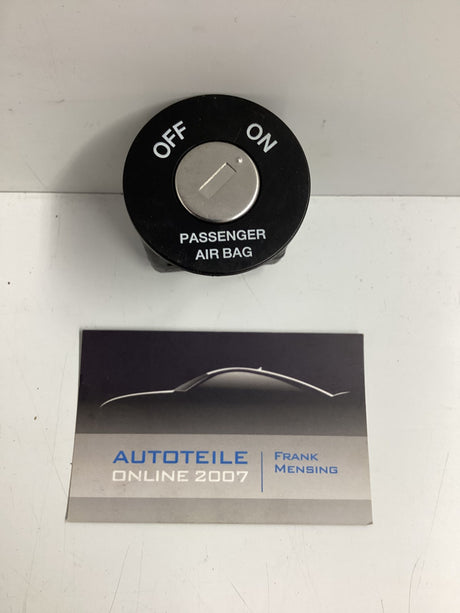 OFF ON
PASSENGER
AIR BAG
AUTOTEILE
ONLINE 2007
FRANK
MENSING